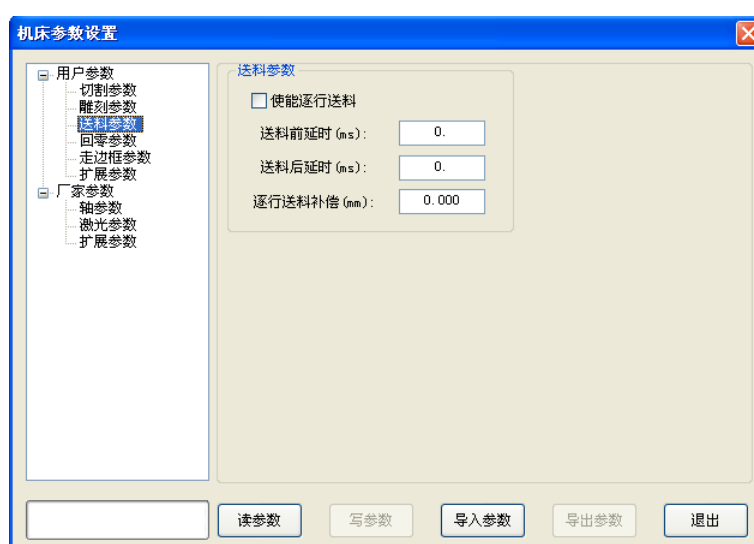 机床参数设置
用户参数
切割参数
雕刻参数
送料参数
回零参数
走边框参数
扩展参数
厂家参数
轴参数
激光参数
扩展参数
送料参数
使能逐行送料
送料前延时(ms): 0.
送料后延时(ms): 0.
逐行送料补偿(mm): 0.000
读参数 写参数 导入参数 导出参数 退出